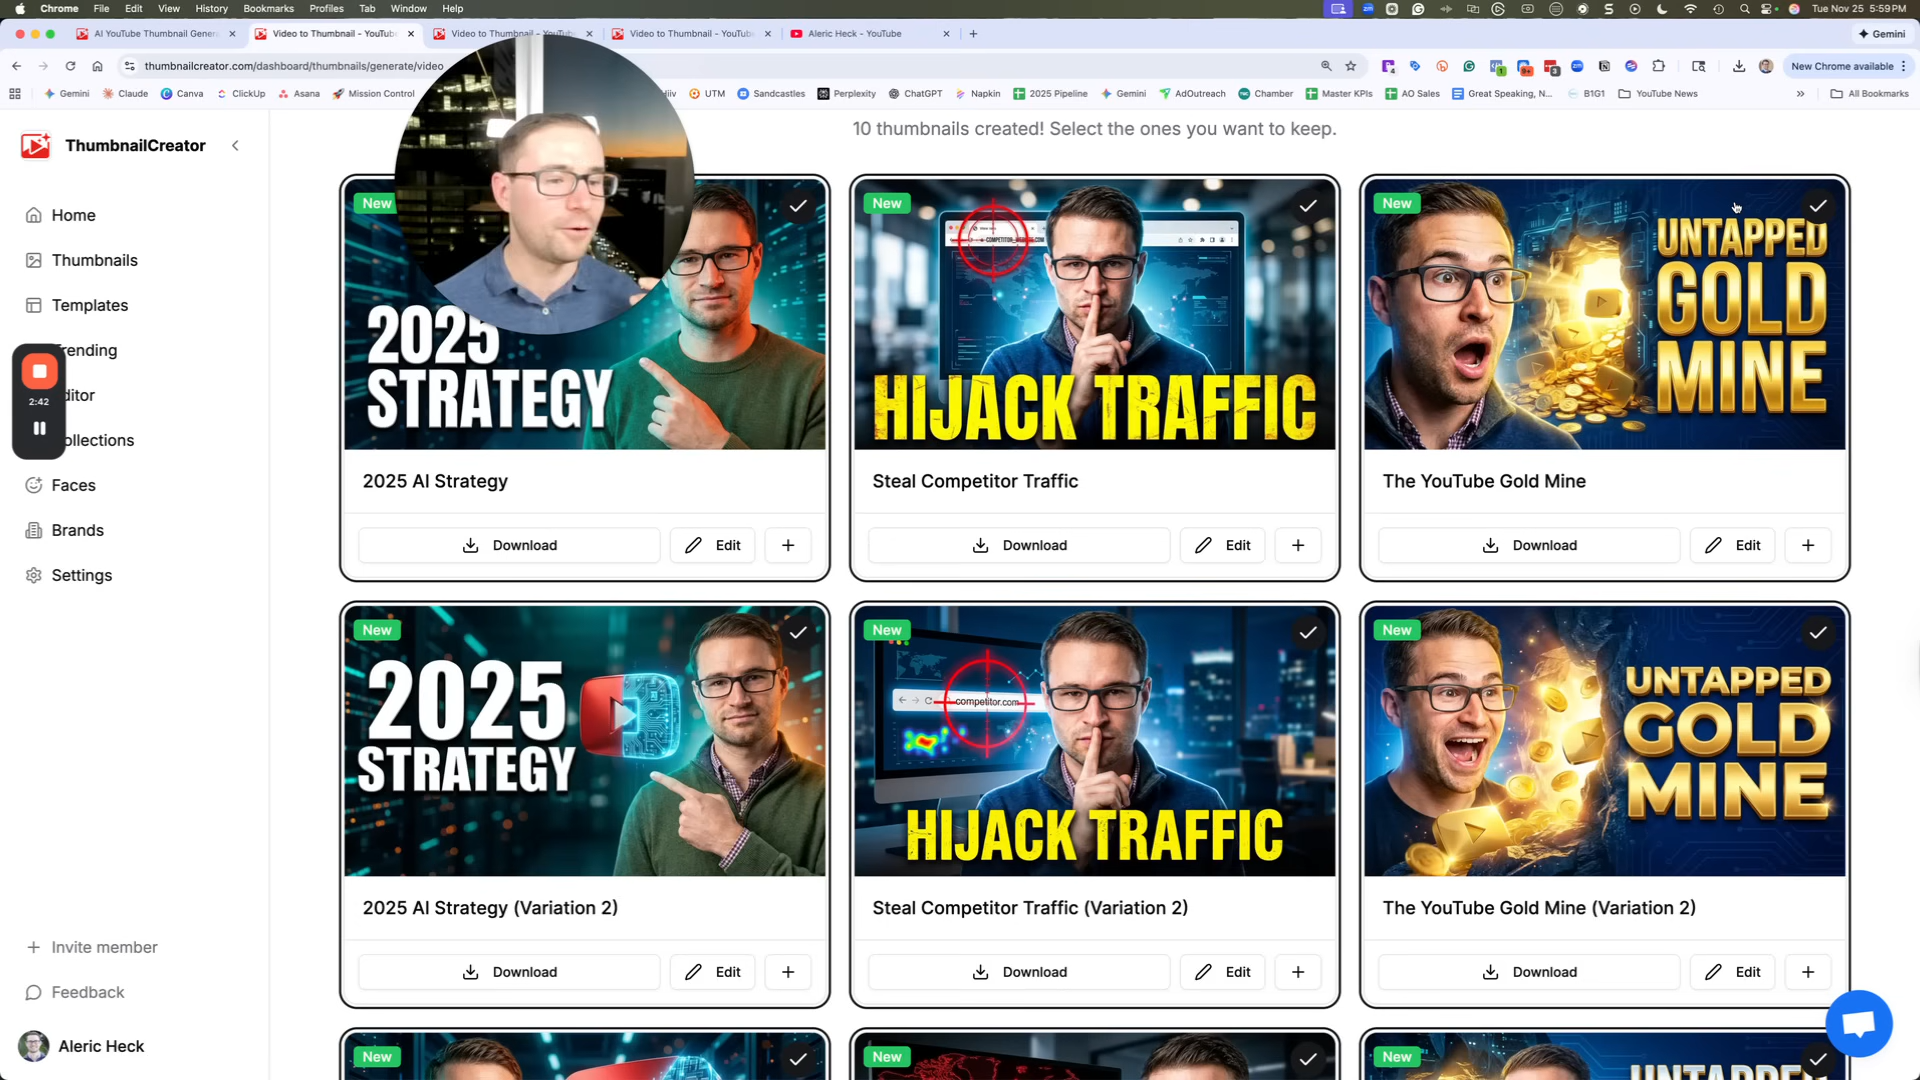 Chrome File Edit View History Bookmarks Profiles Tab Window Help
Tue Nov 25 5:59 PM
AI YouTube Thumbnail Gener
Video to Thumbnail - YouTube
Video to Thumbnail - YouTub
Video to Thumbnail - YouTub
Aleric Heck - YouTube
Gemini
thumbnailcreator.com/dashboard/thumbnails/generate/video
New Chrome available
Gemini Claude Canva ClickUp Asana Mission Control UTM Sandcastles Perplexity ChatGPT Napkin 2025 Pipeline Gemini AdOutreach Chamber Master KPIs AO Sales Great Speaking, N... B1G1 YouTube News
All Bookmarks
ThumbnailCreator
Home
Thumbnails
Templates
Trending
ditor
ollections
Faces
Brands
Settings
2:42
Invite member
Feedback
Aleric Heck
10 thumbnails created! Select the ones you want to keep.
New
2025
STRATEGY
2025 AI Strategy
Download
Edit
New
HIJACK TRAFFIC
Steal Competitor Traffic
Download
Edit
New
UNTAPPED
GOLD
MINE
The YouTube Gold Mine
Download
Edit
New
2025
STRATEGY
2025 AI Strategy (Variation 2)
Download
Edit
New
competitor.com
HIJACK TRAFFIC
Steal Competitor Traffic (Variation 2)
Download
Edit
New
UNTAPPED
GOLD
MINE
The YouTube Gold Mine (Variation 2)
Download
Edit
New
New
New
UNTAPPED